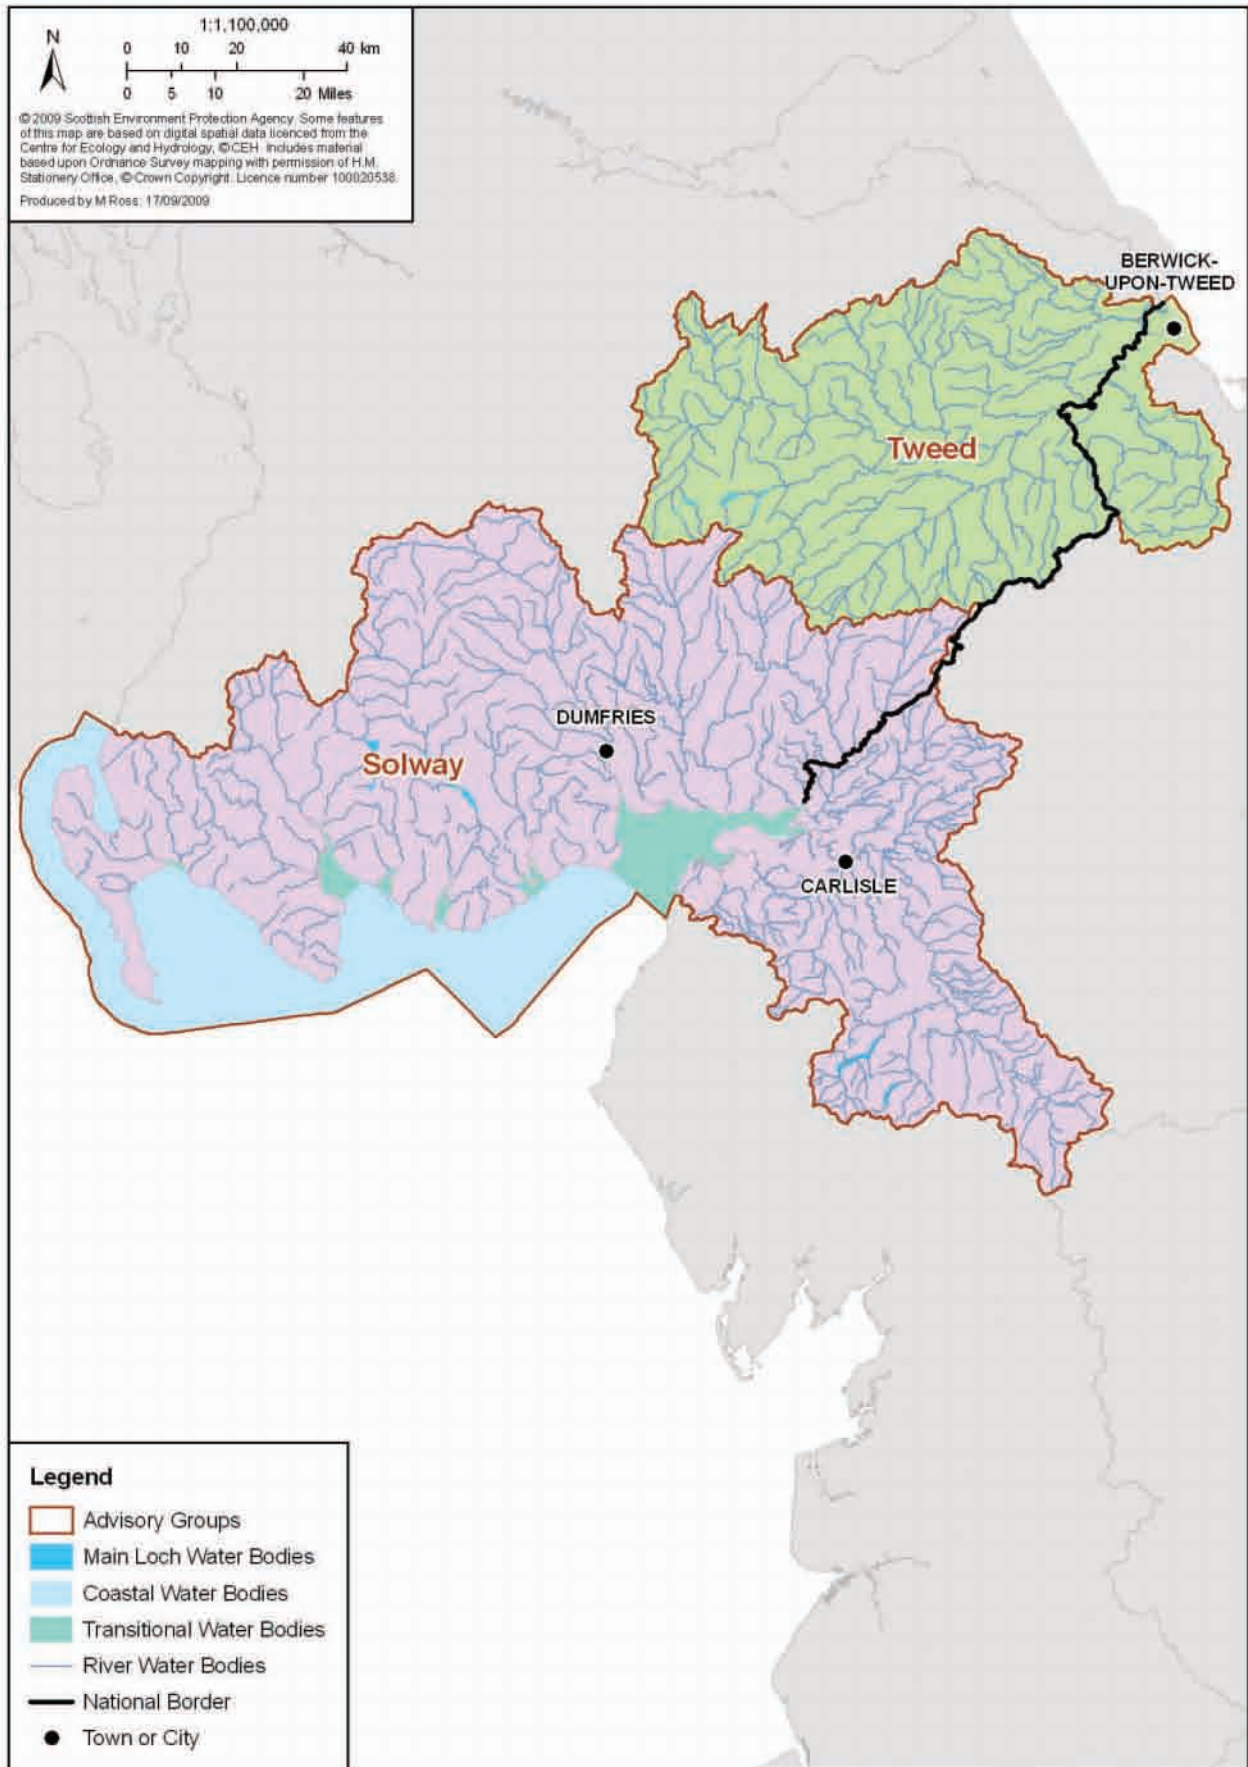 1:1,100,000
N
0 10 20 40 km
0 5 10 20 Miles
© 2009 Scottish Environment Protection Agency. Some features
of this map are based on digital spatial data licenced from the
Centre for Ecology and Hydrology, © CEH. Includes material
based upon Ordnance Survey mapping with permission of H.M.
Stationery Office, © Crown Copyright. Licence number 100020538.
Produced by M Ross: 17/09/2009
BERWICK-
UPON-TWEED
Tweed
DUMFRIES
Solway
CARLISLE
Legend
Advisory Groups
Main Loch Water Bodies
Coastal Water Bodies
Transitional Water Bodies
River Water Bodies
National Border
Town or City